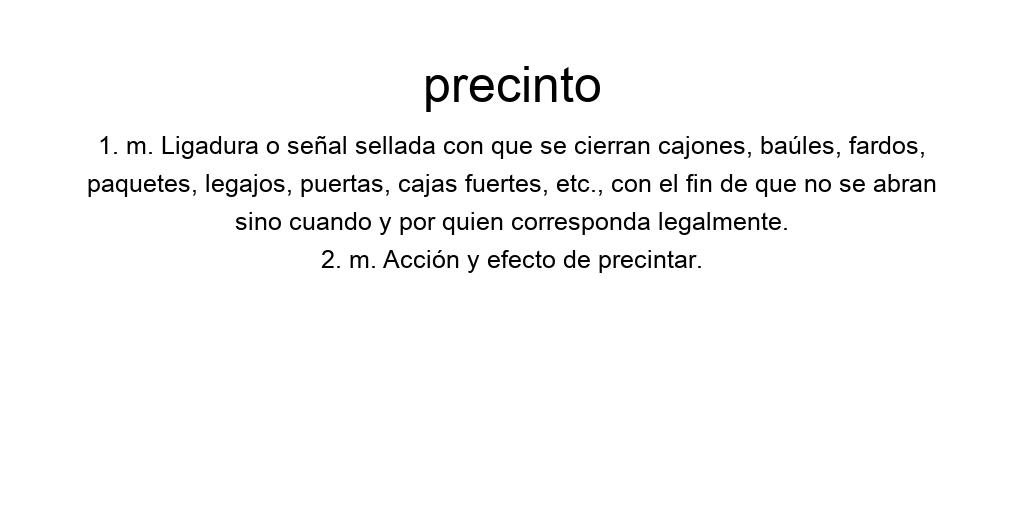 precinto
1. m. Ligadura o señal sellada con que se cierran cajones, baúles, fardos,
paquetes, legajos, puertas, cajas fuertes, etc., con el fin de que no se abran
sino cuando y por quien corresponda legalmente.
2. m. Acción y efecto de precintar.